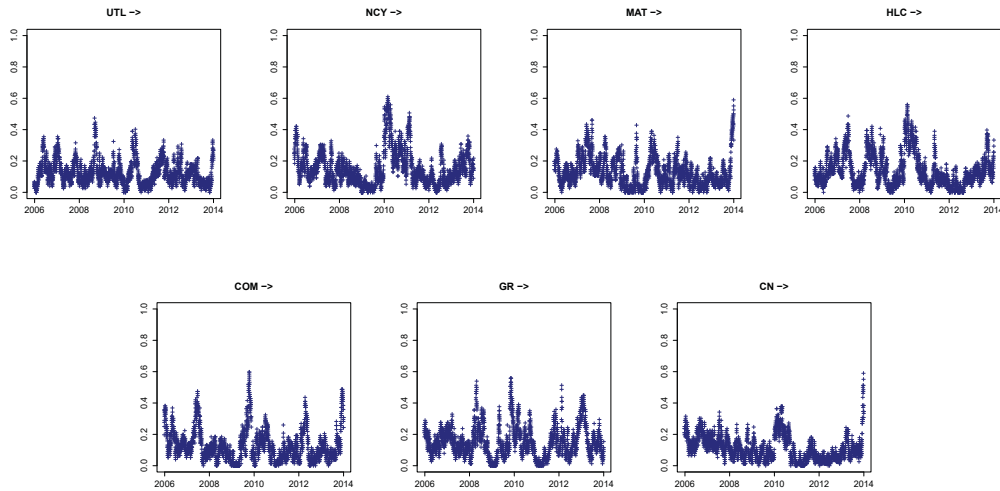 UTL −>
NCY −>
MAT −>
HLC −>
1.0 1.0 1.0 1.0
0.8 0.8 0.8 0.8
0.6 0.6 0.6 0.6
0.4 0.4 0.4 0.4
0.2 0.2 0.2 0.2
0.0 0.0 0.0 0.0
2006 2008 2010 2012 2014
2006 2008 2010 2012 2014
2006 2008 2010 2012 2014
2006 2008 2010 2012 2014
COM −>
GR −>
CN −>
1.0 1.0 1.0
0.8 0.8 0.8
0.6 0.6 0.6
0.4 0.4 0.4
0.2 0.2 0.2
0.0 0.0 0.0
2006 2008 2010 2012 2014
2006 2008 2010 2012 2014
2006 2008 2010 2012 2014